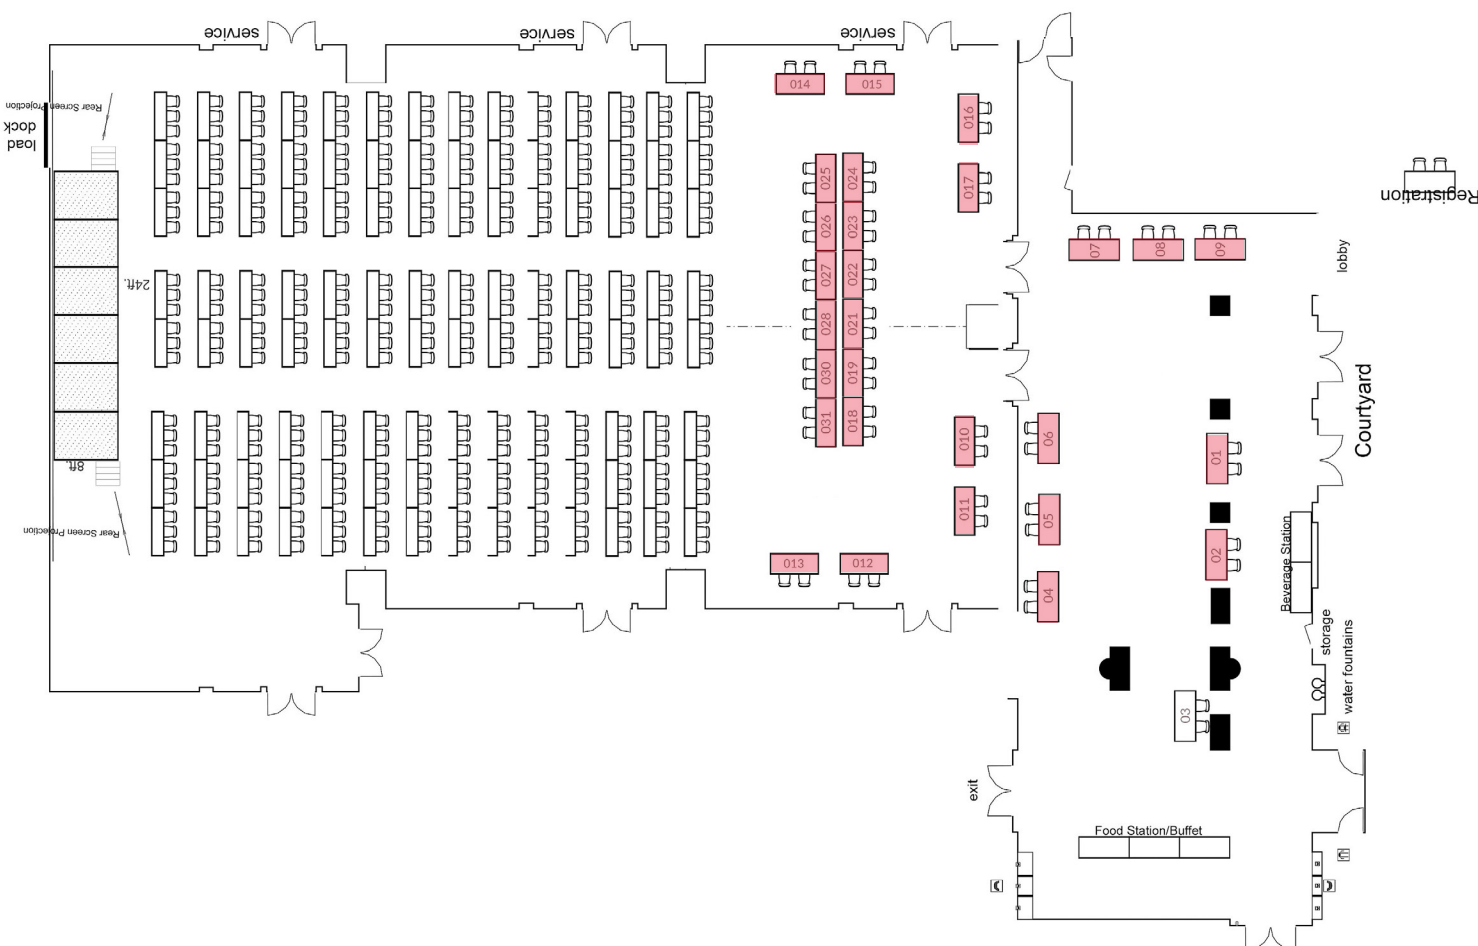 service
service
service
Rear Screen Projection
load
dock
24ft.
8ft.
Rear Screen Projection
014
015
016
017
025
024
026
023
027
022
028
021
030
019
031
018
010
011
013
012
07
08
09
06
05
04
01
02
03
Registration
lobby
Courtyard
Beverage Station
storage
water fountains
exit
Food Station/Buffet